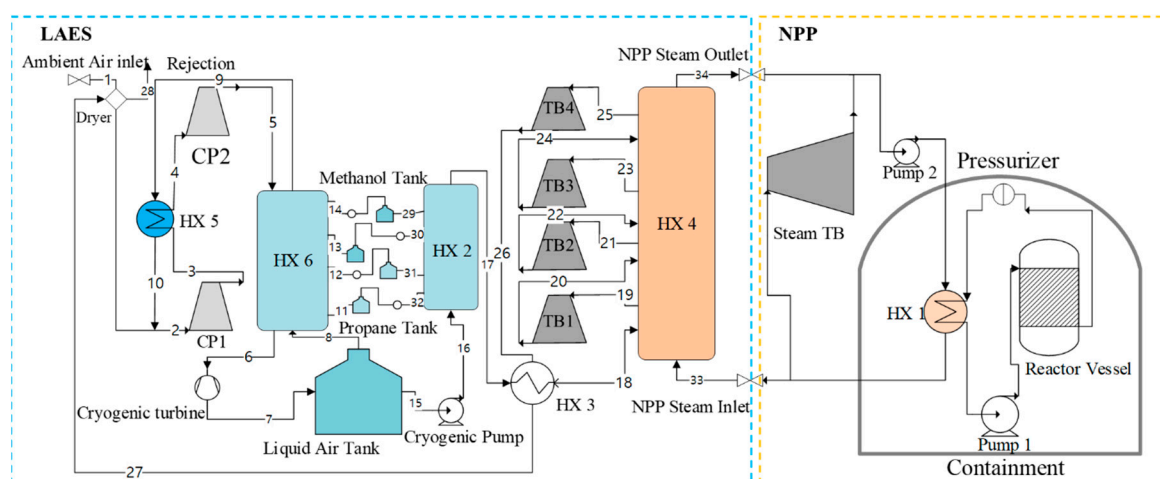 LAES
NPP
Ambient Air inlet
Rejection
NPP Steam Outlet
1
28
9
34
Dryer
5
TB4
25
CP2
24
4
Pump 2
Pressurizer
Methanol Tank
TB3
23
14
29
HX 5
HX 4
22
Steam TB
30
26
TB2
21
HX 6
13
HX 2
17
12
31
3
20
10
19
HX 1
11
32
TB1
2
CP1
Propane Tank
8
16
6
18
33
Reactor Vessel
HX 3
NPP Steam Inlet
15
Cryogenic turbine
7
Cryogenic Pump
Liquid Air Tank
Pump 1
27
Containment